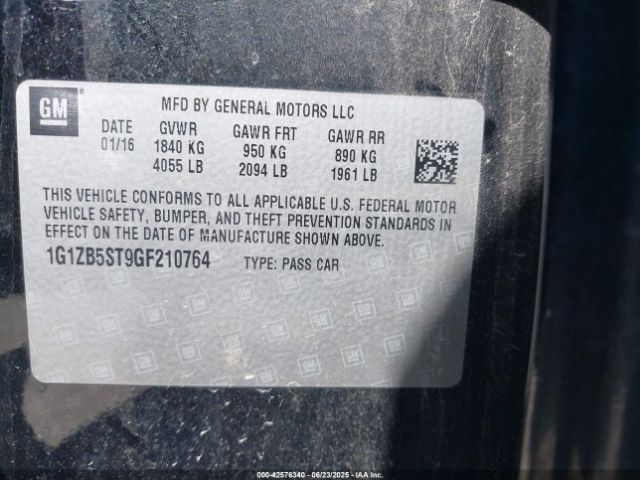 GM
MFD BY GENERAL MOTORS LLC
DATE GVWR GAWR FRT GAWR RR
01/16 1840 KG 950 KG 890 KG
4055 LB 2094 LB 1961 LB
THIS VEHICLE CONFORMS TO ALL APPLICABLE U.S. FEDERAL MOTOR
VEHICLE SAFETY, BUMPER, AND THEFT PREVENTION STANDARDS IN
EFFECT ON THE DATE OF MANUFACTURE SHOWN ABOVE.
1G1ZB5ST9GF210764 TYPE: PASS CAR
000-42576340 - 06/23/2025 - IAA Inc.